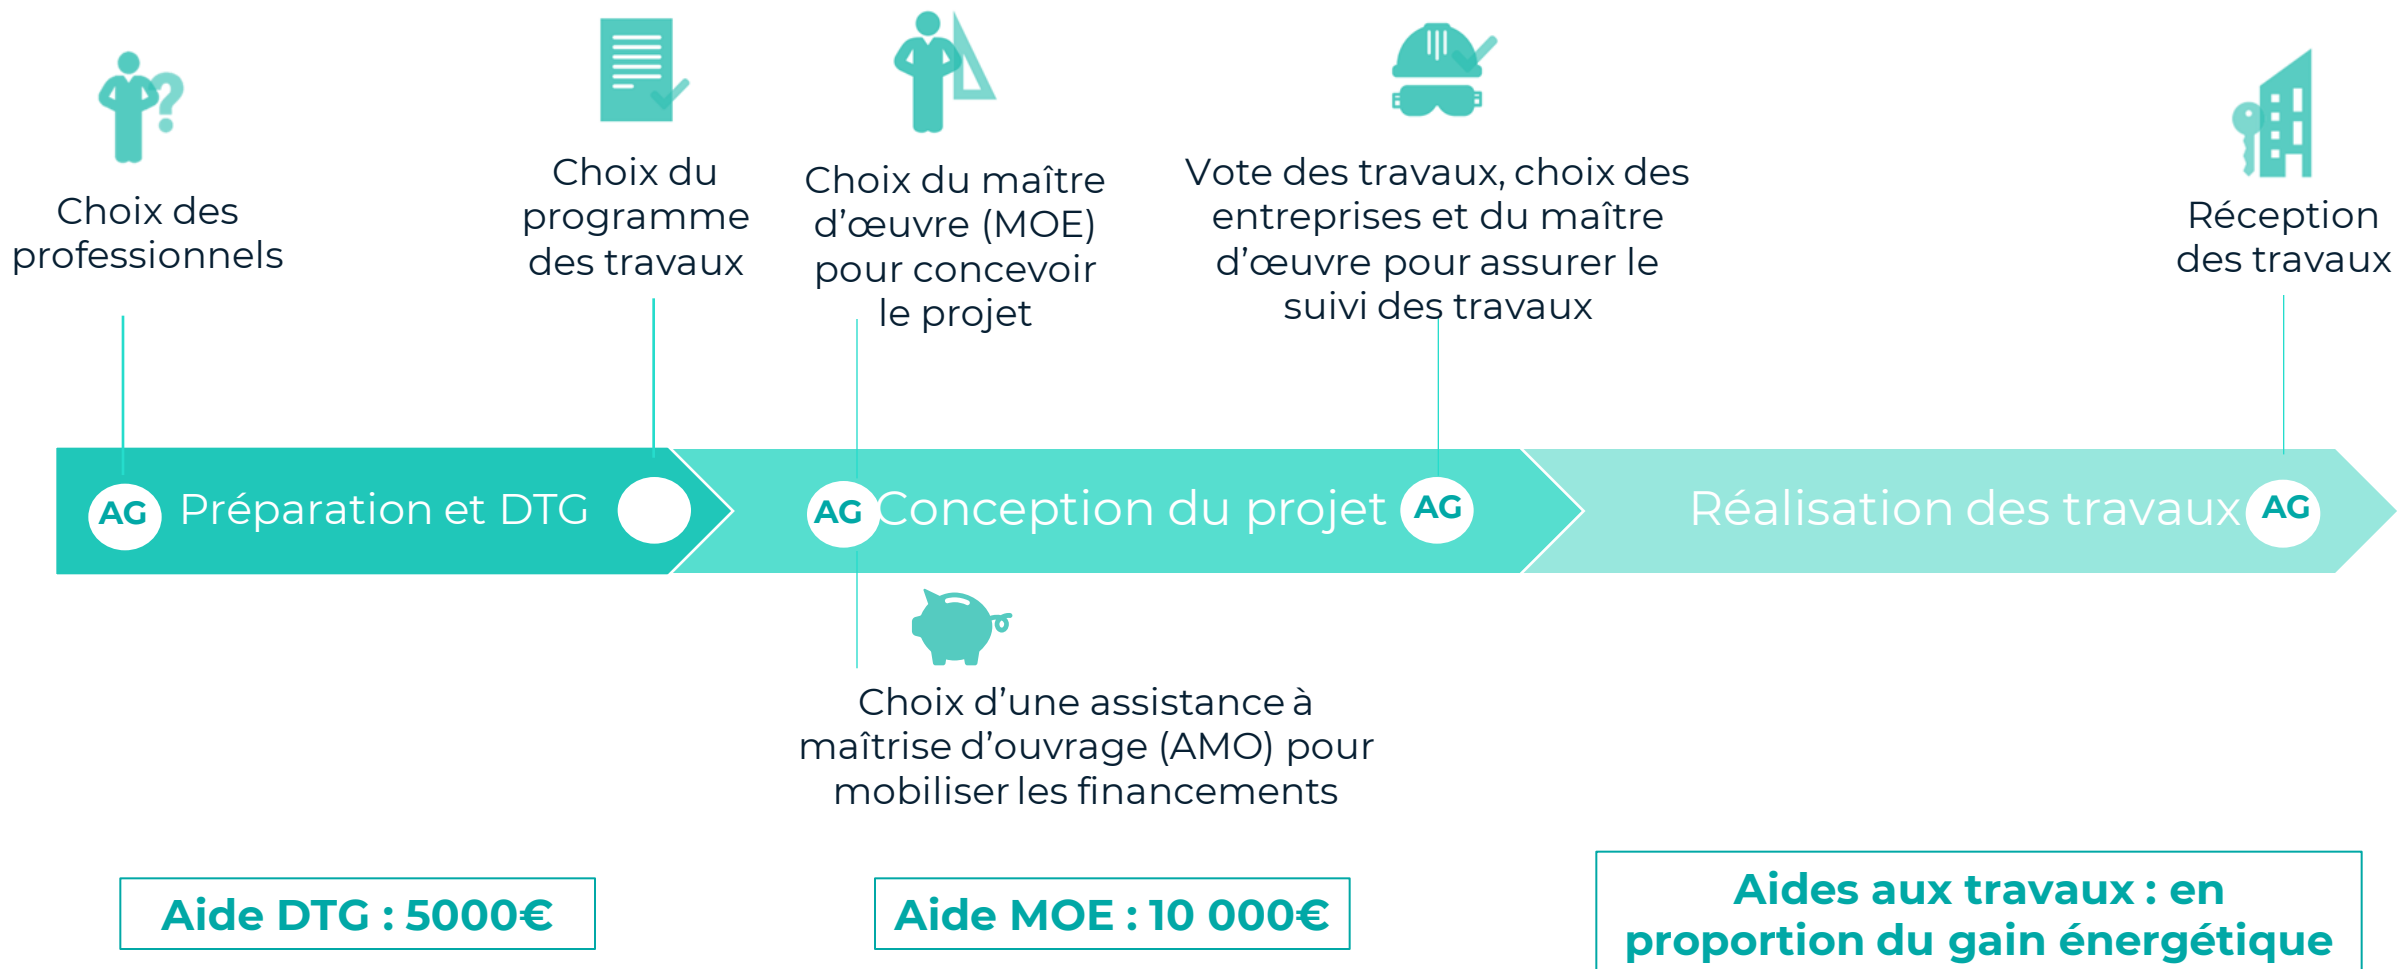 Choix des
professionnels
Choix du
programme
des travaux
Choix du maître
d’œuvre (MOE)
pour concevoir
le projet
Vote des travaux, choix des
entreprises et du maître
d’œuvre pour assurer le
suivi des travaux
Réception
des travaux
AG
Préparation et DTG
AG
Conception du projet
AG
Réalisation des travaux
AG
Choix d’une assistance à
maîtrise d’ouvrage (AMO) pour
mobiliser les financements
Aide DTG : 5000€
Aide MOE : 10 000€
Aides aux travaux : en
proportion du gain énergétique